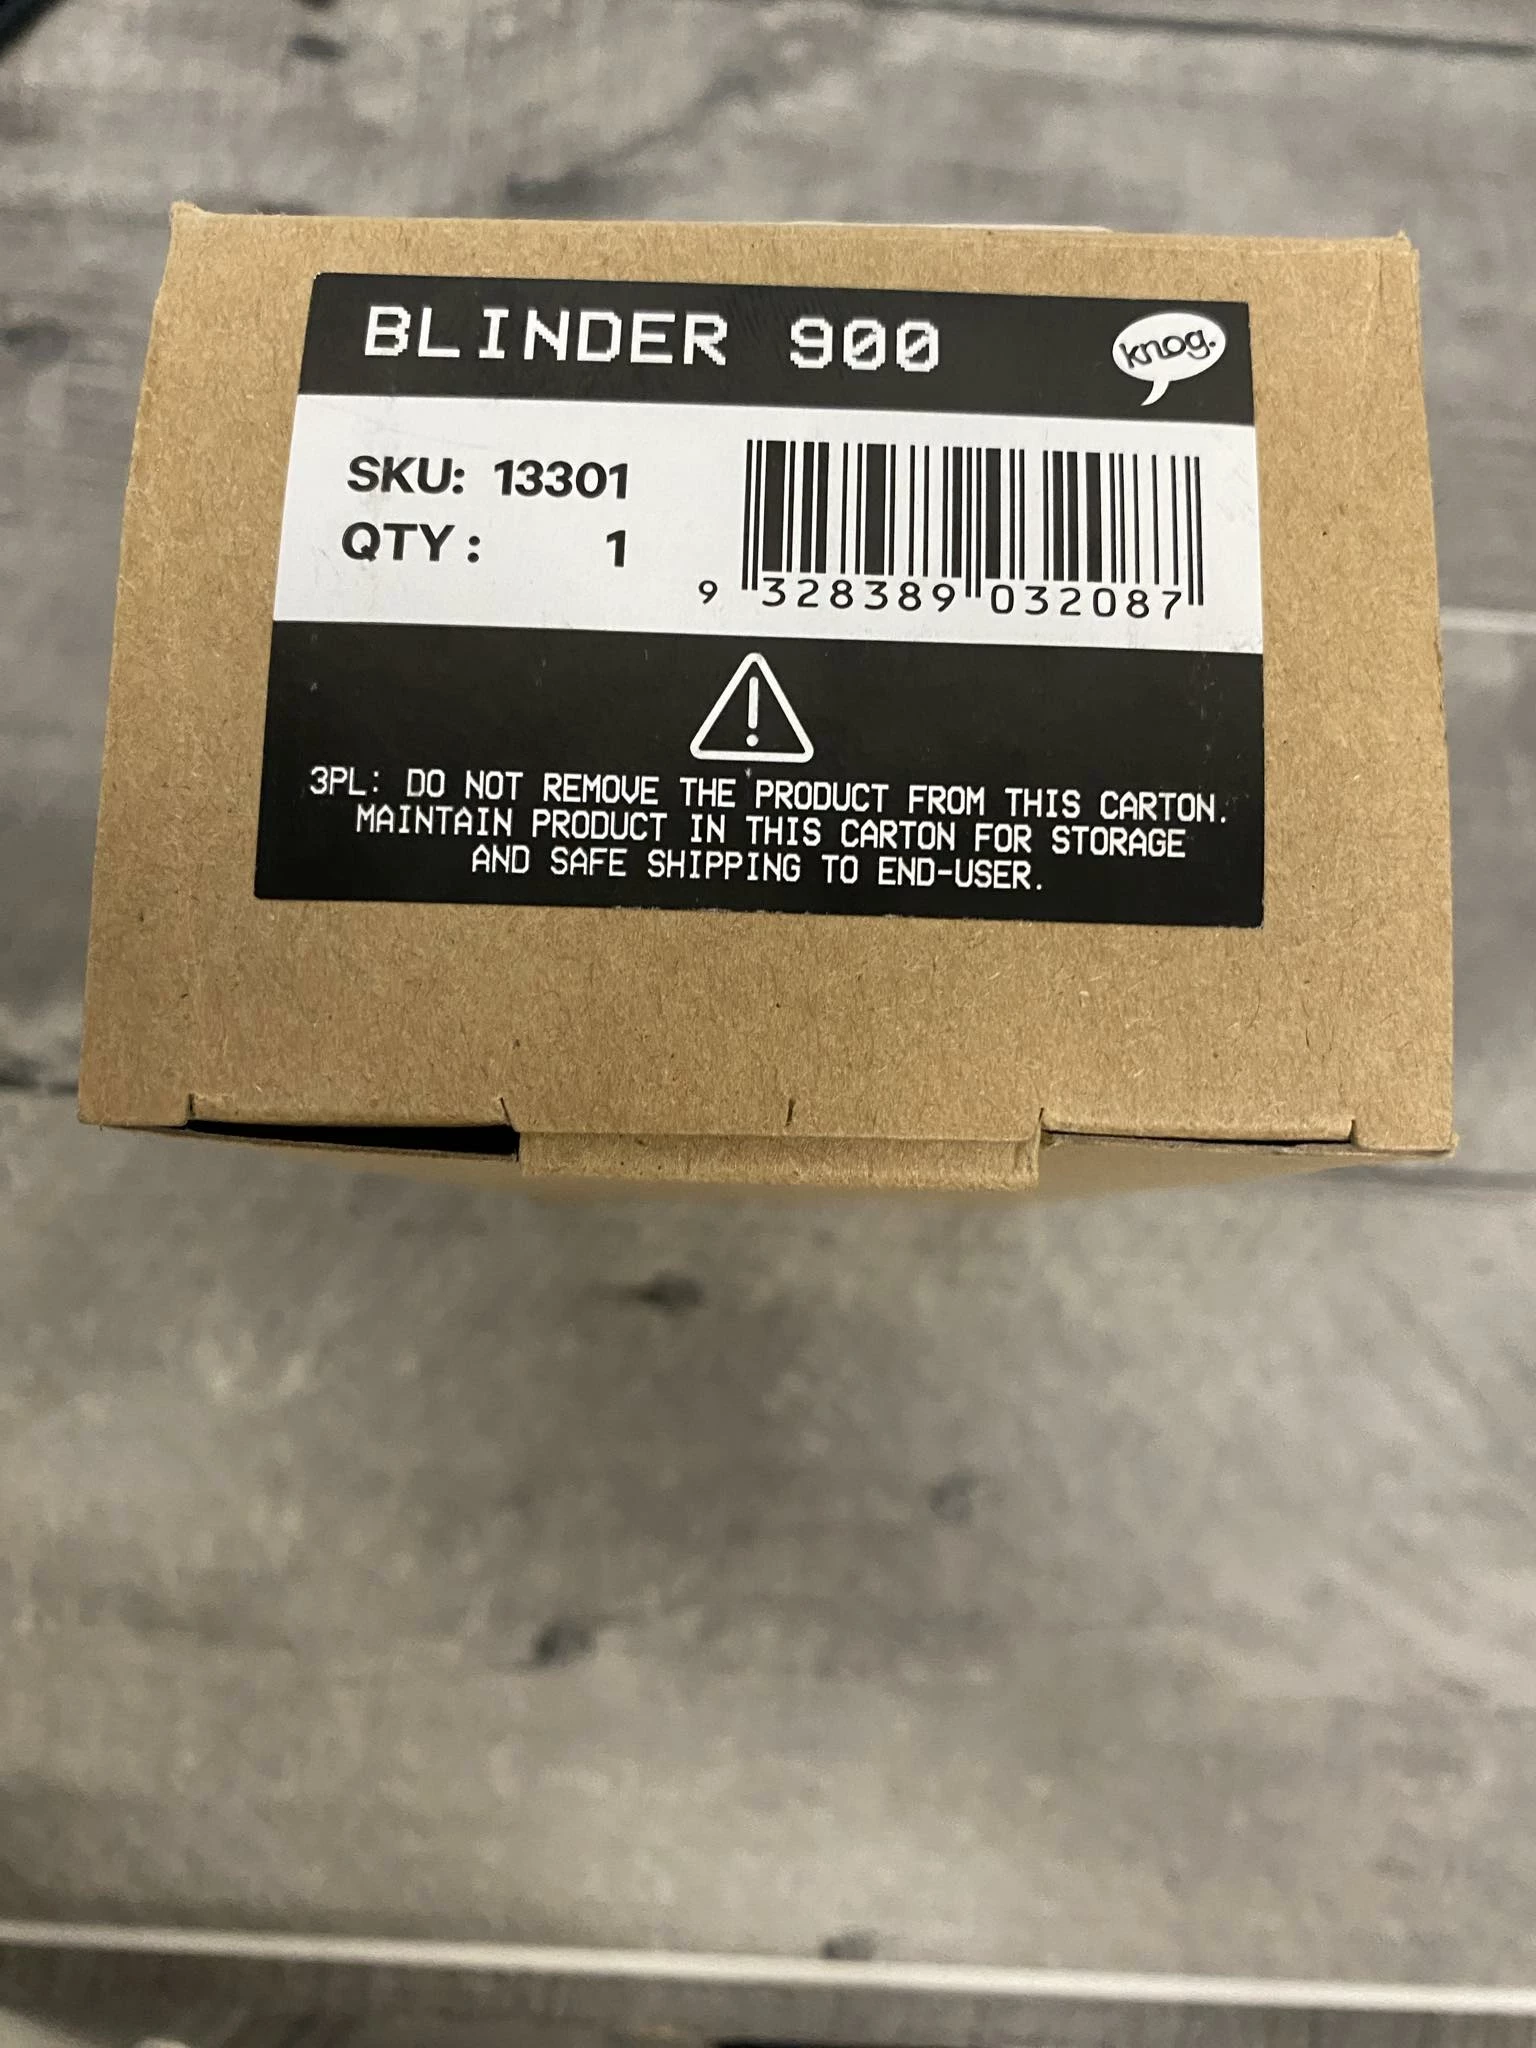 BLINDER 900
knog.
SKU: 13301
QTY: 1
9 328389 032087
3PL: DO NOT REMOVE THE PRODUCT FROM THIS CARTON.
MAINTAIN PRODUCT IN THIS CARTON FOR STORAGE
AND SAFE SHIPPING TO END-USER.